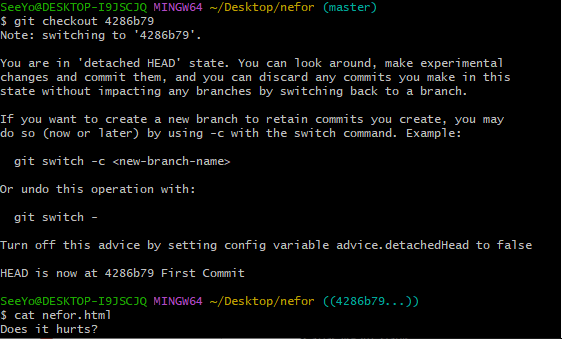 SeeYo@DESKTOP-I9JSCJQ MINGW64 ~/Desktop/nefor (master)
$ git checkout 4286b79
Note: switching to '4286b79'.

You are in 'detached HEAD' state. You can look around, make experimental
changes and commit them, and you can discard any commits you make in this
state without impacting any branches by switching back to a branch.

If you want to create a new branch to retain commits you create, you may
do so (now or later) by using -c with the switch command. Example:

  git switch -c <new-branch-name>

Or undo this operation with:

  git switch -

Turn off this advice by setting config variable advice.detachedHead to false

HEAD is now at 4286b79 First Commit

SeeYo@DESKTOP-I9JSCJQ MINGW64 ~/Desktop/nefor ((4286b79...))
$ cat nefor.html
Does it hurts?